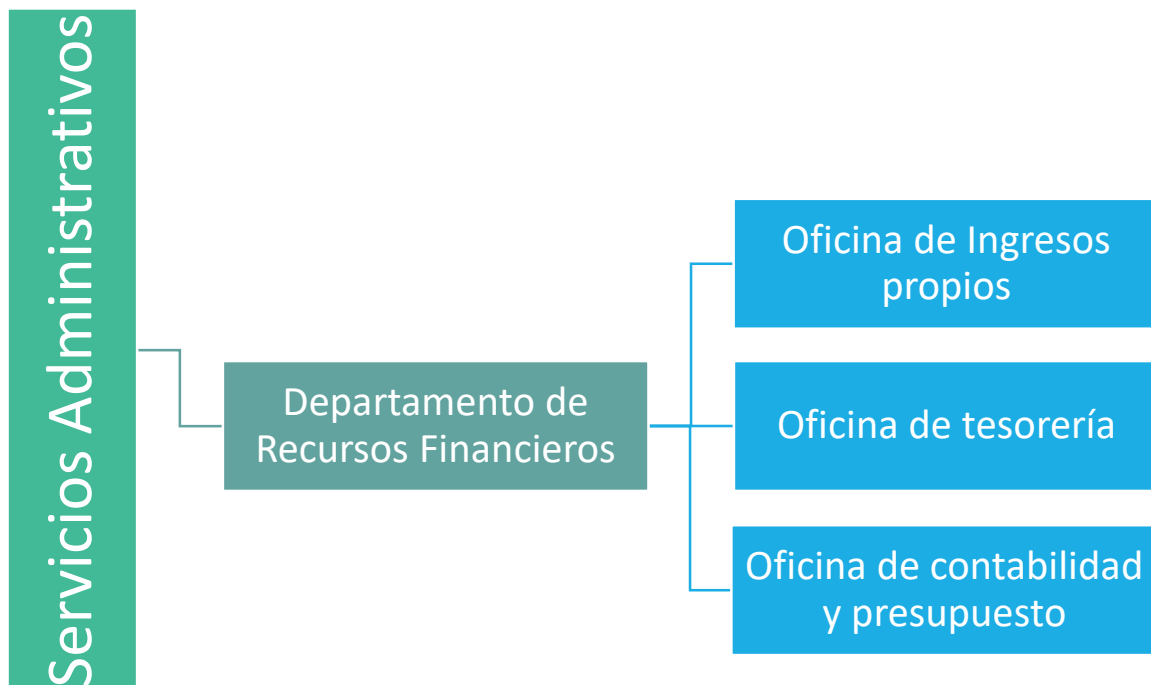 Servicios Administrativos
Departamento de
Recursos Financieros
Oficina de Ingresos
propios
Oficina de tesorería
Oficina de contabilidad
y presupuesto